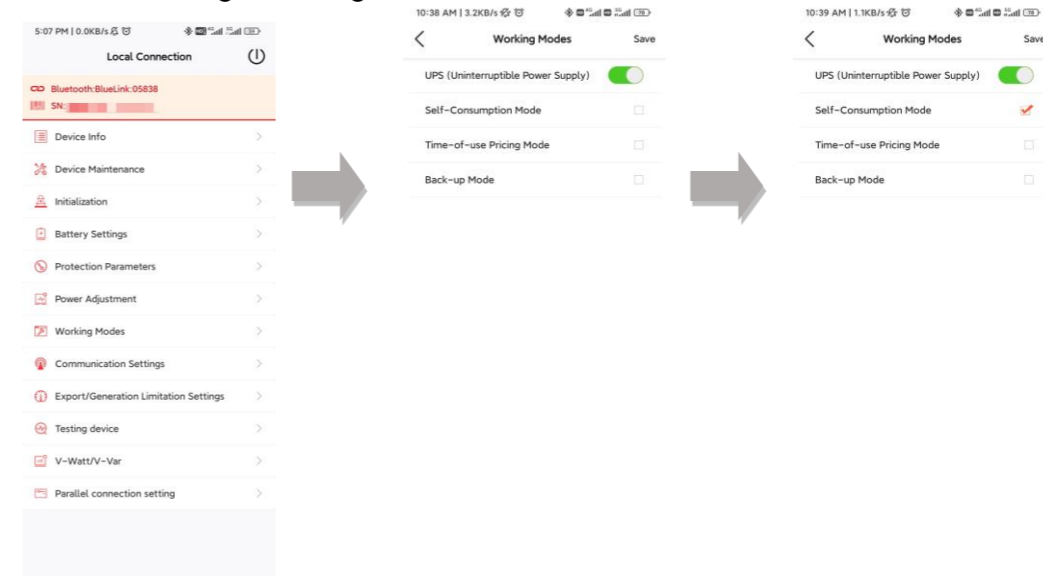 5:07 PM | 0.0KB/s
Local Connection
Bluetooth:BlueLink:05838
SN:
Device Info
Device Maintenance
Initialization
Battery Settings
Protection Parameters
Power Adjustment
Working Modes
Communication Settings
Export/Generation Limitation Settings
Testing device
V-Watt/V-Var
Parallel connection setting
10:38 AM | 3.2KB/s
Working Modes Save
UPS (Uninterruptible Power Supply)
Self-Consumption Mode
Time-of-use Pricing Mode
Back-up Mode
10:39 AM | 1.1KB/s
Working Modes Save
UPS (Uninterruptible Power Supply)
Self-Consumption Mode
Time-of-use Pricing Mode
Back-up Mode